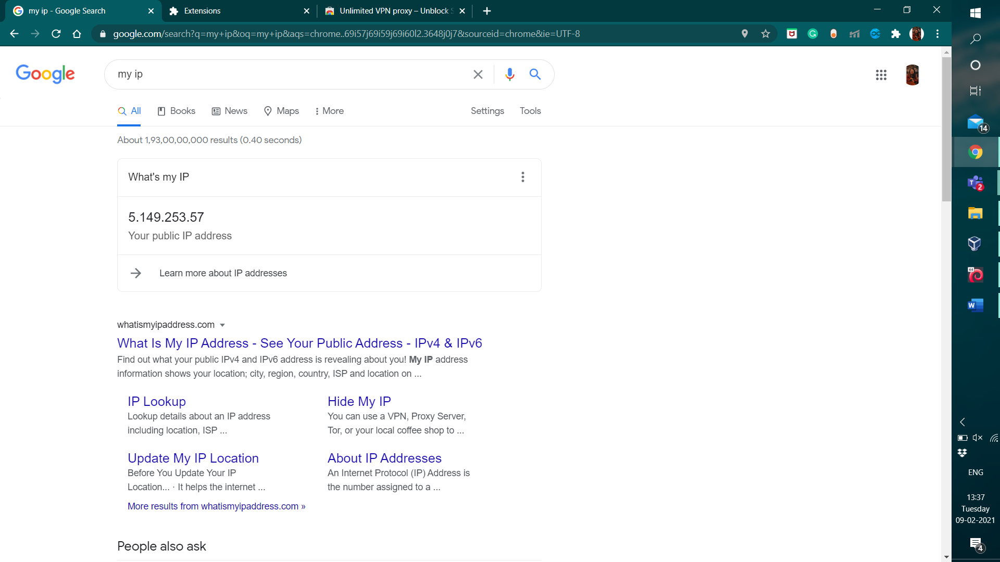 my ip - Google Search
Extensions
Unlimited VPN proxy – Unblock S
google.com/search?q=my+ip&oq=my+ip&aqs=chrome..69i57j69i59j69i60l2.3648j0j7&sourceid=chrome&ie=UTF-8
Google
my ip
All
Books
News
Maps
More
Settings
Tools
About 1,93,00,00,000 results (0.40 seconds)
What's my IP
5.149.253.57
Your public IP address
Learn more about IP addresses
whatismyipaddress.com
What Is My IP Address - See Your Public Address - IPv4 & IPv6
Find out what your public IPv4 and IPv6 address is revealing about you! My IP address
information shows your location; city, region, country, ISP and location on ...
IP Lookup
Lookup details about an IP address
including location, ISP ...
Hide My IP
You can use a VPN, Proxy Server,
Tor, or your local coffee shop to ...
Update My IP Location
Before You Update Your IP
Location... · It helps the internet ...
About IP Addresses
An Internet Protocol (IP) Address is
the number assigned to a ...
More results from whatismyipaddress.com »
People also ask
14
T
2
64
W
ENG
13:37
Tuesday
09-02-2021
4